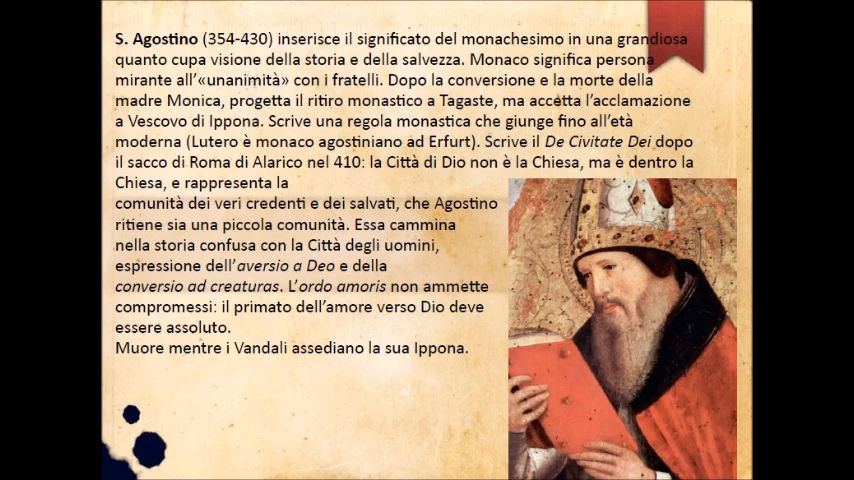 S. Agostino (354-430) inserisce il significato del monachesimo in una grandiosa
quanto cupa visione della storia e della salvezza. Monaco significa persona
mirante all’«unanimità» con i fratelli. Dopo la conversione e la morte della
madre Monica, progetta il ritiro monastico a Tagaste, ma accetta l’acclamazione
a Vescovo di Ippona. Scrive una regola monastica che giunge fino all’età
moderna (Lutero è monaco agostiniano ad Erfurt). Scrive il De Civitate Dei dopo
il sacco di Roma di Alarico nel 410: la Città di Dio non è la Chiesa, ma è dentro la
Chiesa, e rappresenta la
comunità dei veri credenti e dei salvati, che Agostino
ritiene sia una piccola comunità. Essa cammina
nella storia confusa con la Città degli uomini,
espressione dell’aversio a Deo e della
conversio ad creaturas. L’ordo amoris non ammette
compromessi: il primato dell’amore verso Dio deve
essere assoluto.
Muore mentre i Vandali assediano la sua Ippona.